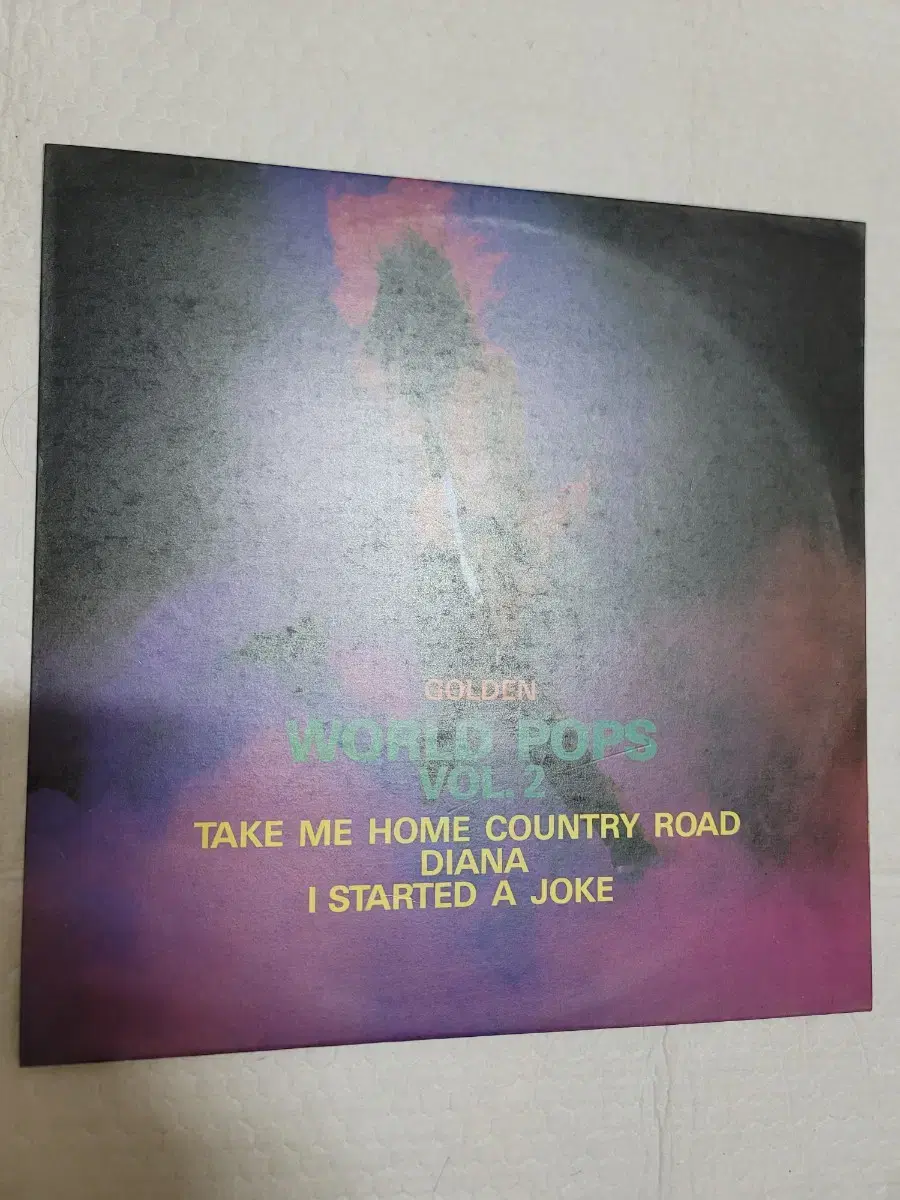 GOLDEN
WORLD POPS
VOL. 2
TAKE ME HOME COUNTRY ROAD
DIANA
I STARTED A JOKE